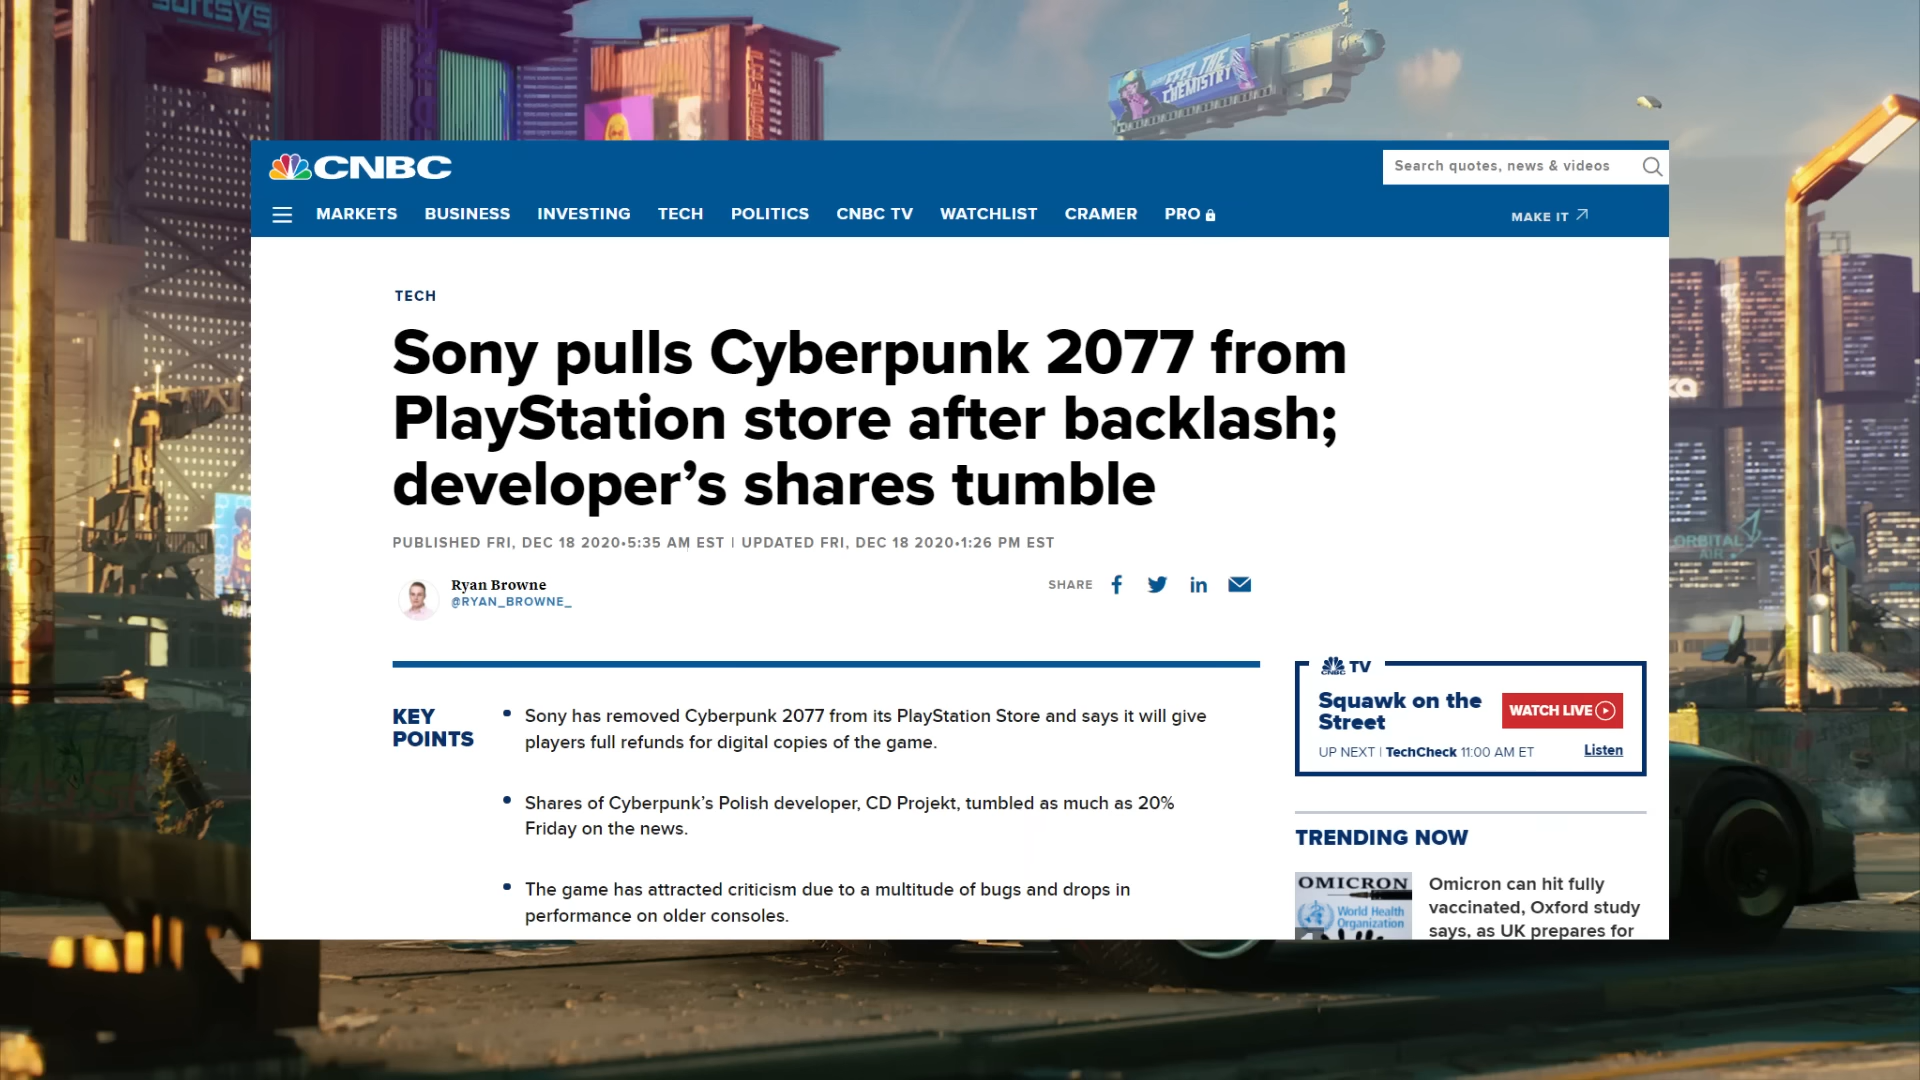 FEEL THE
CHEMISTRY
CNBC
Search quotes, news & videos
MARKETS BUSINESS INVESTING TECH POLITICS CNBC TV WATCHLIST CRAMER PRO
MAKE IT
TECH
Sony pulls Cyberpunk 2077 from
PlayStation store after backlash;
developer’s shares tumble
PUBLISHED FRI, DEC 18 2020•5:35 AM EST | UPDATED FRI, DEC 18 2020•1:26 PM EST
Ryan Browne
@RYAN_BROWNE_
SHARE
KEY
POINTS
Sony has removed Cyberpunk 2077 from its PlayStation Store and says it will give
players full refunds for digital copies of the game.
Shares of Cyberpunk’s Polish developer, CD Projekt, tumbled as much as 20%
Friday on the news.
The game has attracted criticism due to a multitude of bugs and drops in
performance on older consoles.
CNBC TV
Squawk on the
Street
WATCH LIVE
UP NEXT | TechCheck 11:00 AM ET
Listen
TRENDING NOW
OMICRON
World Health
Organization
Omicron can hit fully
vaccinated, Oxford study
says, as UK prepares for
ORBITAL
AIR